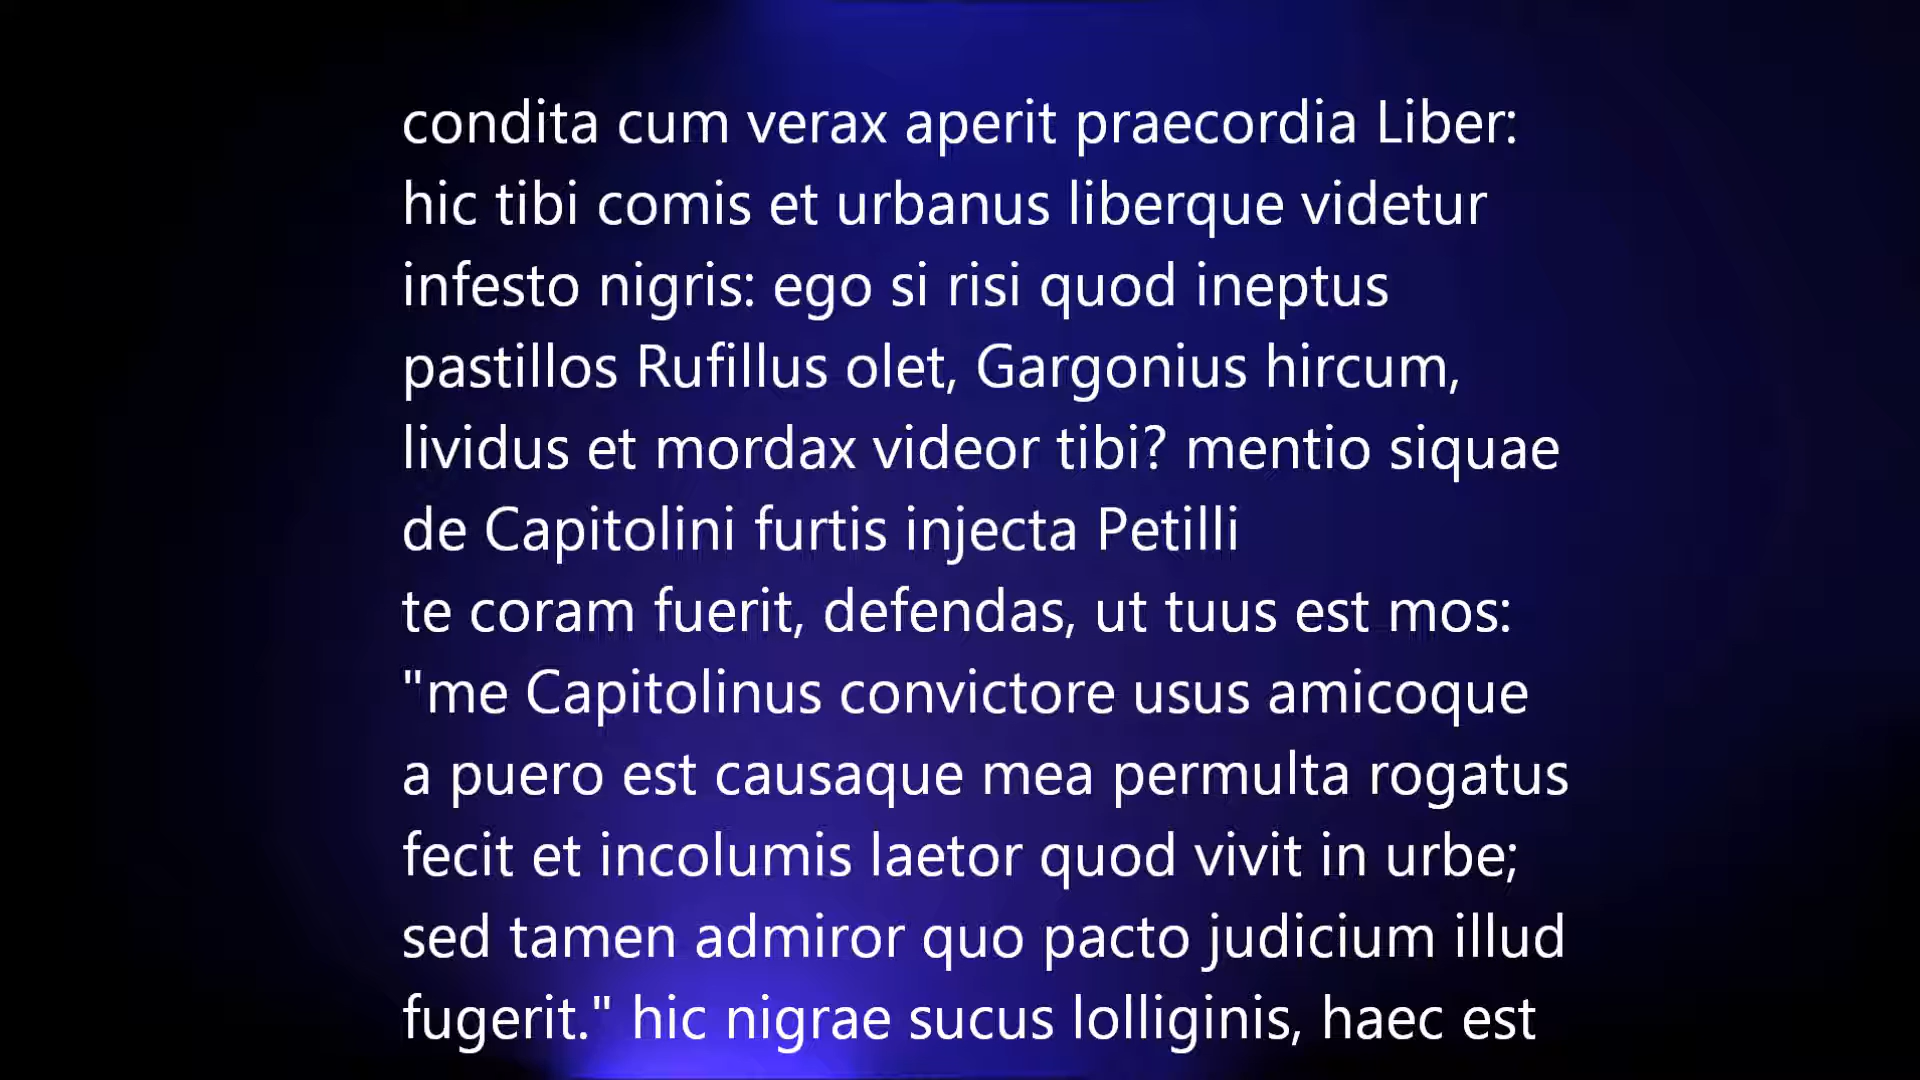 condita cum verax aperit praecordia Liber:
hic tibi comis et urbanus liberque videtur
infesto nigris: ego si risi quod ineptus
pastillos Rufillus olet, Gargonius hircum,
lividus et mordax videor tibi? mentio siquae
de Capitolini furtis injecta Petilli
te coram fuerit, defendas, ut tuus est mos:
"me Capitolinus convictore usus amicoque
a puero est causaque mea permulta rogatus
fecit et incolumis laetor quod vivit in urbe;
sed tamen admiror quo pacto judicium illud
fugerit." hic nigrae sucus lolliginis, haec est